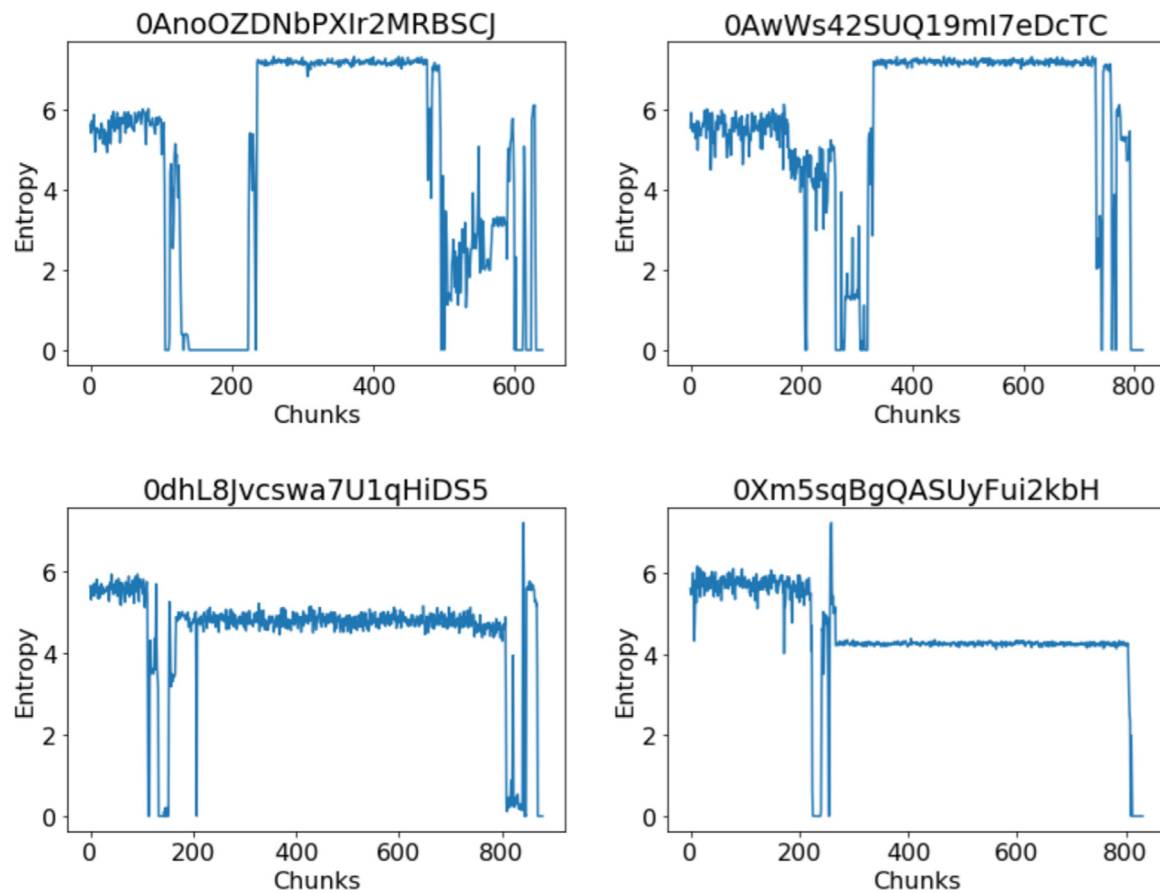 0AnoOZDNbPXIr2MRBSCJ
6
4
2
0
Entropy
0 200 400 600
Chunks
0AwWs42SUQ19mI7eDcTC
6
4
2
0
Entropy
0 200 400 600 800
Chunks
0dhL8Jvcswa7U1qHiDS5
6
4
2
0
Entropy
0 200 400 600 800
Chunks
0Xm5sqBgQASUyFui2kbH
6
4
2
0
Entropy
0 200 400 600 800
Chunks